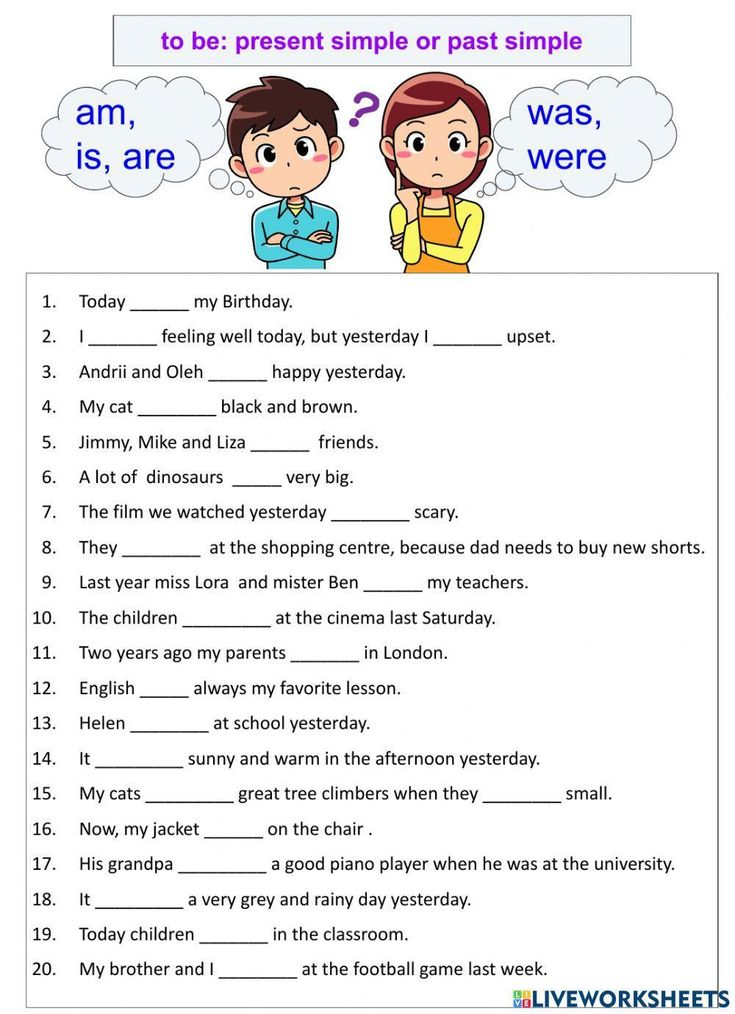 to be: present simple or past simple
am,
is, are
?
was,
were
1. Today ______ my Birthday.
2. I _______ feeling well today, but yesterday I _______ upset.
3. Andrii and Oleh ______ happy yesterday.
4. My cat ________ black and brown.
5. Jimmy, Mike and Liza ______ friends.
6. A lot of dinosaurs _____ very big.
7. The film we watched yesterday ________ scary.
8. They ________ at the shopping centre, because dad needs to buy new shorts.
9. Last year miss Lora and mister Ben ______ my teachers.
10. The children _________ at the cinema last Saturday.
11. Two years ago my parents _______ in London.
12. English _____ always my favorite lesson.
13. Helen ________ at school yesterday.
14. It _________ sunny and warm in the afternoon yesterday.
15. My cats _________ great tree climbers when they ________ small.
16. Now, my jacket ______ on the chair .
17. His grandpa _________ a good piano player when he was at the university.
18. It _________ a very grey and rainy day yesterday.
19. Today children _______ in the classroom.
20. My brother and I ________ at the football game last week.
LIVE LIVEWORKSHEETS